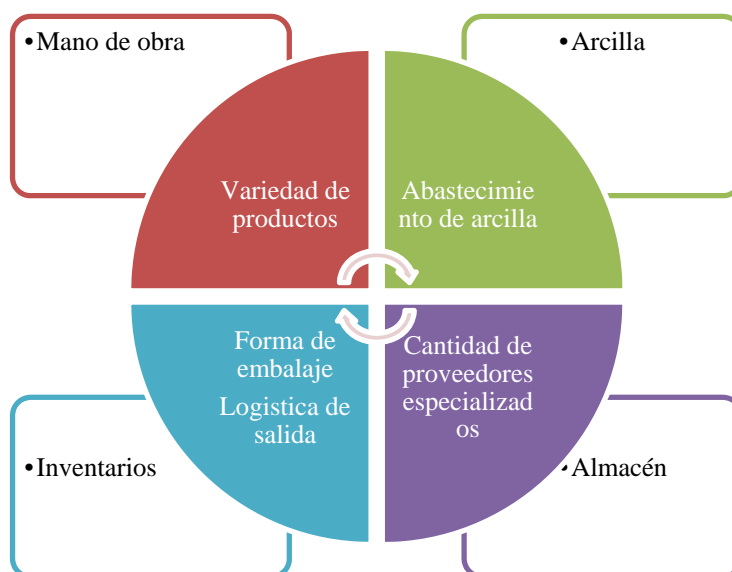 •Mano de obra
•Arcilla
Variedad de
productos
Abastecimie
nto de arcilla
Forma de
embalaje
Logistica de
salida
Cantidad de
proveedores
especializad
os
•Inventarios
•Almacén